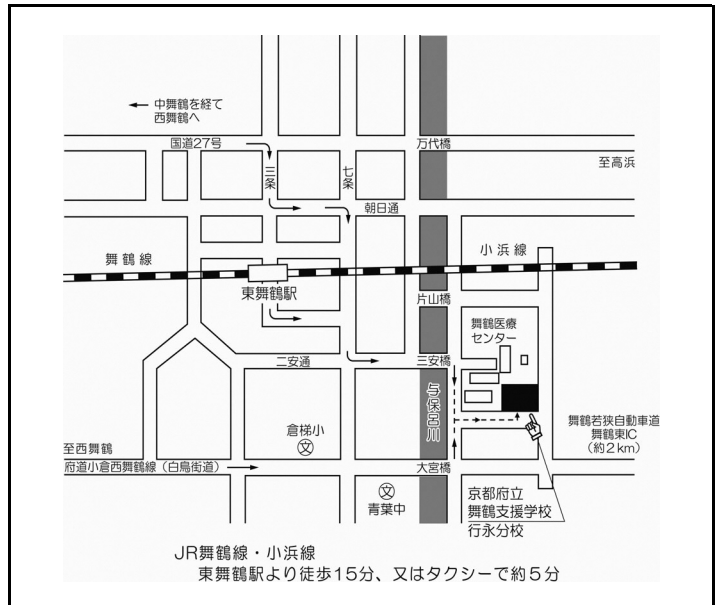 中舞鶴を経て
西舞鶴へ
国道27号
万代橋
至高浜
三条
七条
朝日通
舞鶴線
小浜線
東舞鶴駅
片山橋
舞鶴医療
センター
二安通
三安橋
与保呂川
倉梯小
文
舞鶴若狭自動車道
舞鶴東IC
(約2km)
至西舞鶴
府道小倉西舞鶴線(白鳥街道)
大宮橋
文
青葉中
京都府立
舞鶴支援学校
行永分校
JR舞鶴線・小浜線
東舞鶴駅より徒歩15分、又はタクシーで約5分